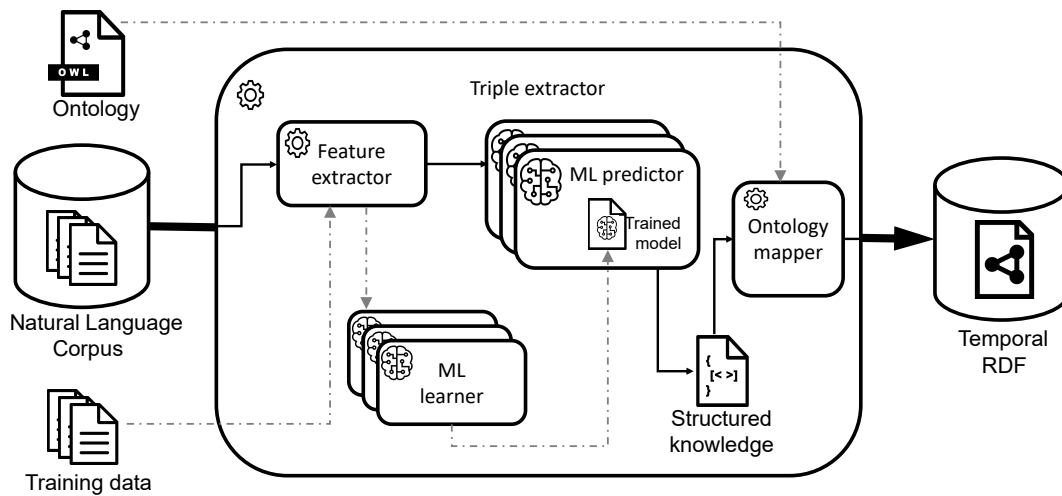 OWL
Ontology
Triple extractor
Feature
extractor
ML predictor
Trained
model
Ontology
mapper
Natural Language
Corpus
ML
learner
{
[< >]
}
Structured
knowledge
Temporal
RDF
Training data